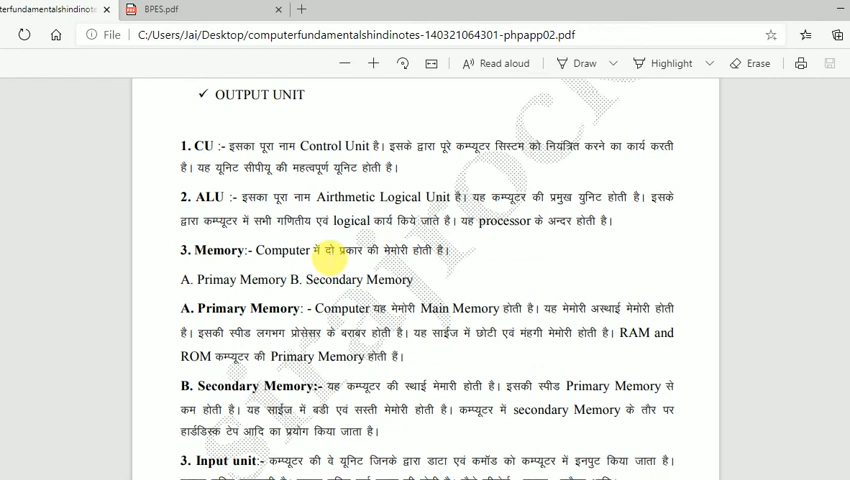 erfundamentalshindinotes-
BPES.pdf
File
C:/Users/Jai/Desktop/computerfundamentalshindinotes-140321064301-phpapp02.pdf
Read aloud
Draw
Highlight
Erase
✓ OUTPUT UNIT
1. CU :- इसका पूरा नाम Control Unit है। इसके द्वारा पूरे कम्प्यूटर सिस्टम को नियंत्रित करने का कार्य करती
है। यह यूनिट सीपीयू की महत्वपूर्ण यूनिट होती है।
2. ALU :- इसका पूरा नाम Airthmetic Logical Unit है। यह कम्प्यूटर की प्रमुख युनिट होती है। इसके
द्वारा कम्प्यूटर में सभी गणितीय एवं logical कार्य किये जाते है। यह processor के अन्दर होती है।
3. Memory:- Computer में दो प्रकार की मेमोरी होती है।
A. Primay Memory B. Secondary Memory
A. Primary Memory: - Computer यह मेमोरी Main Memory होती है। यह मेमोरी अस्थाई मेमोरी होती
है। इसकी स्पीड लगभग प्रोसेसर के बराबर होती है। यह साईज में छोटी एवं मंहगी मेमोरी होती है। RAM and
ROM कम्प्यूटर की Primary Memory होती हैं।
B. Secondary Memory:- यह कम्प्यूटर की स्थाई मेमारी होती है। इसकी स्पीड Primary Memory से
कम होती है। यह साईज में बडी एवं सस्ती मेमोरी होती है। कम्प्यूटर में secondary Memory के तौर पर
हार्डडिस्क टेप आदि का प्रयोग किया जाता है।
3. Input unit:- कम्प्यूटर की वे यूनिट जिनके द्वारा डाटा एवं कमाॅड को कम्प्यूटर में इनपुट किया जाता है।